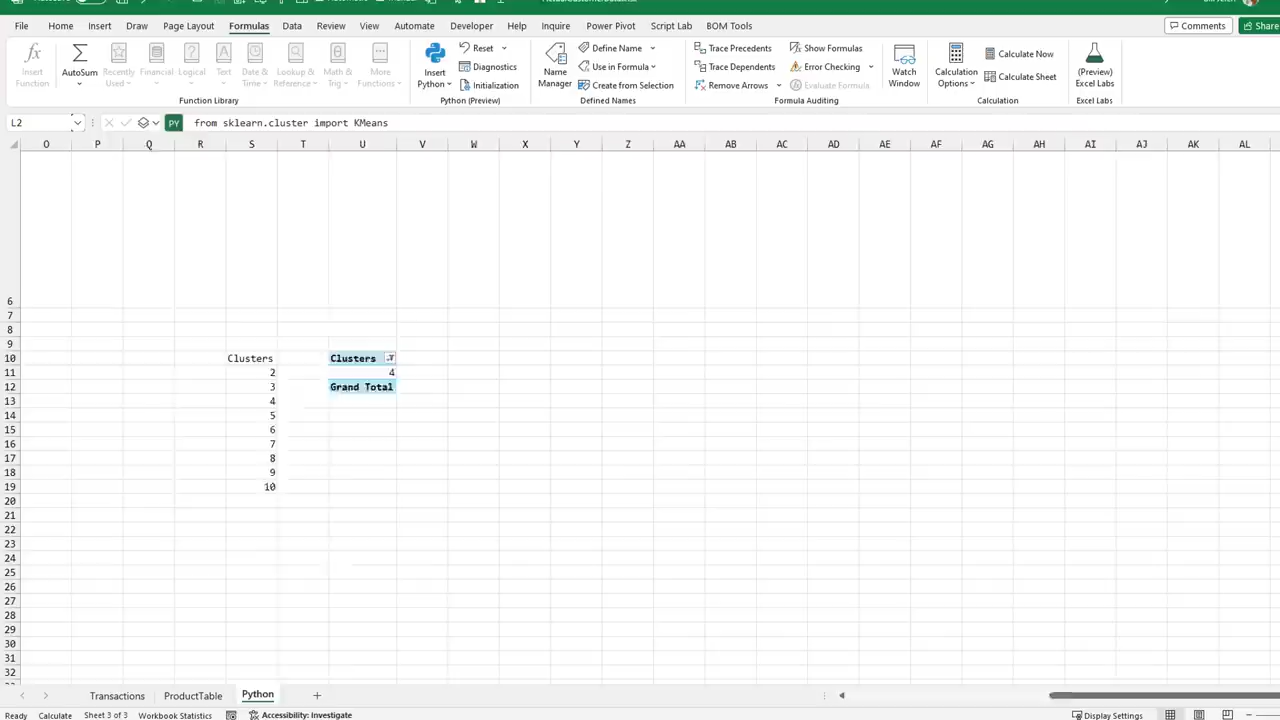 File Home Insert Draw Page Layout Formulas Data Review View Automate Developer Help Inquire Power Pivot Script Lab BOM Tools Comments Share
Insert Function
AutoSum
Recently Used
Financial
Logical
Text
Date & Time
Lookup & Reference
Math & Trig
More Functions
Function Library
Insert Python
Reset
Diagnostics
Initialization
Python (Preview)
Name Manager
Define Name
Use in Formula
Create from Selection
Defined Names
Trace Precedents
Trace Dependents
Remove Arrows
Show Formulas
Error Checking
Evaluate Formula
Formula Auditing
Watch Window
Calculation Options
Calculate Now
Calculate Sheet
Calculation
(Preview) Excel Labs
Excel Labs
L2 PY from sklearn.cluster import KMeans
O P Q R S T U V W X Y Z AA AB AC AD AE AF AG AH AI AJ AK AL
6
7
8
9
10 Clusters Clusters
11 2 4
12 3 Grand Total
13 4
14 5
15 6
16 7
17 8
18 9
19 10
20
21
22
23
24
25
26
27
28
29
30
31
32
Transactions ProductTable Python +
Ready Calculate Sheet 3 of 3 Workbook Statistics Accessibility: Investigate Display Settings